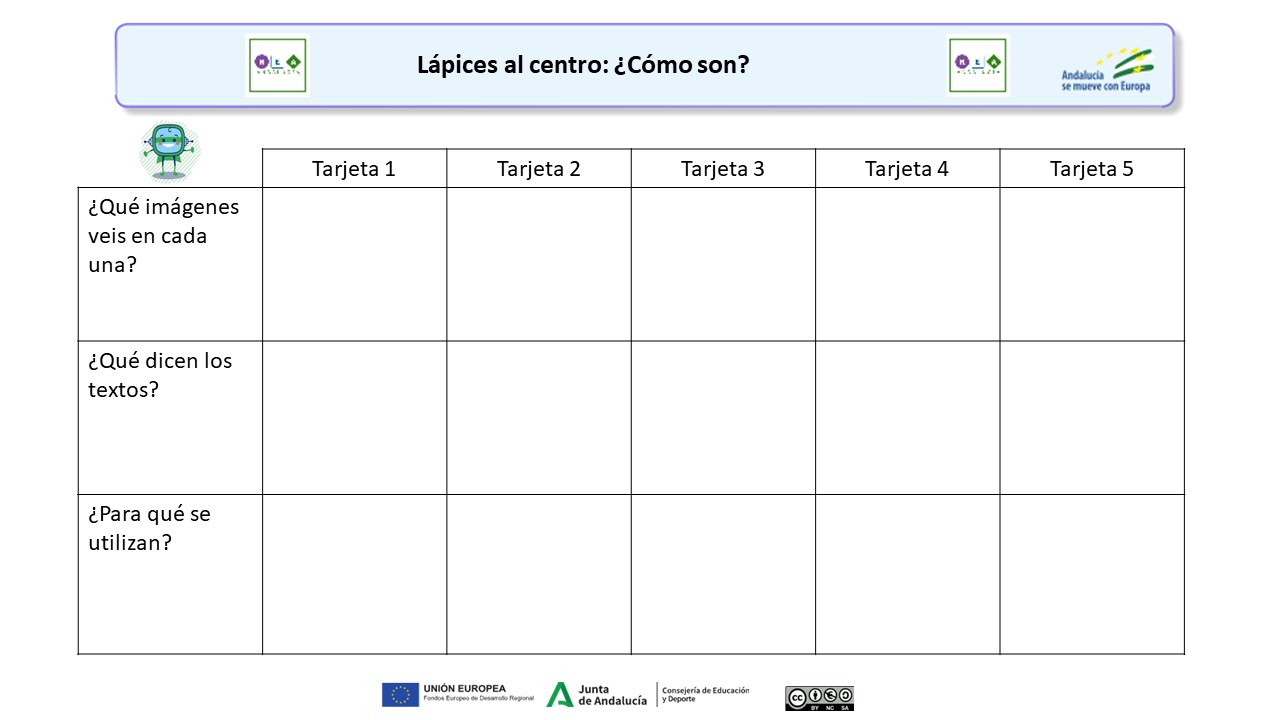 Lápices al centro: ¿Cómo son?
Andalucía
se mueve con Europa
Tarjeta 1
Tarjeta 2
Tarjeta 3
Tarjeta 4
Tarjeta 5
¿Qué imágenes
veis en cada
una?
¿Qué dicen los
textos?
¿Para qué se
utilizan?
UNIÓN EUROPEA
Fondos Europeo de Desarrollo Regional
Junta
de Andalucía
Consejería de Educación
y Deporte
CC
BY NC SA